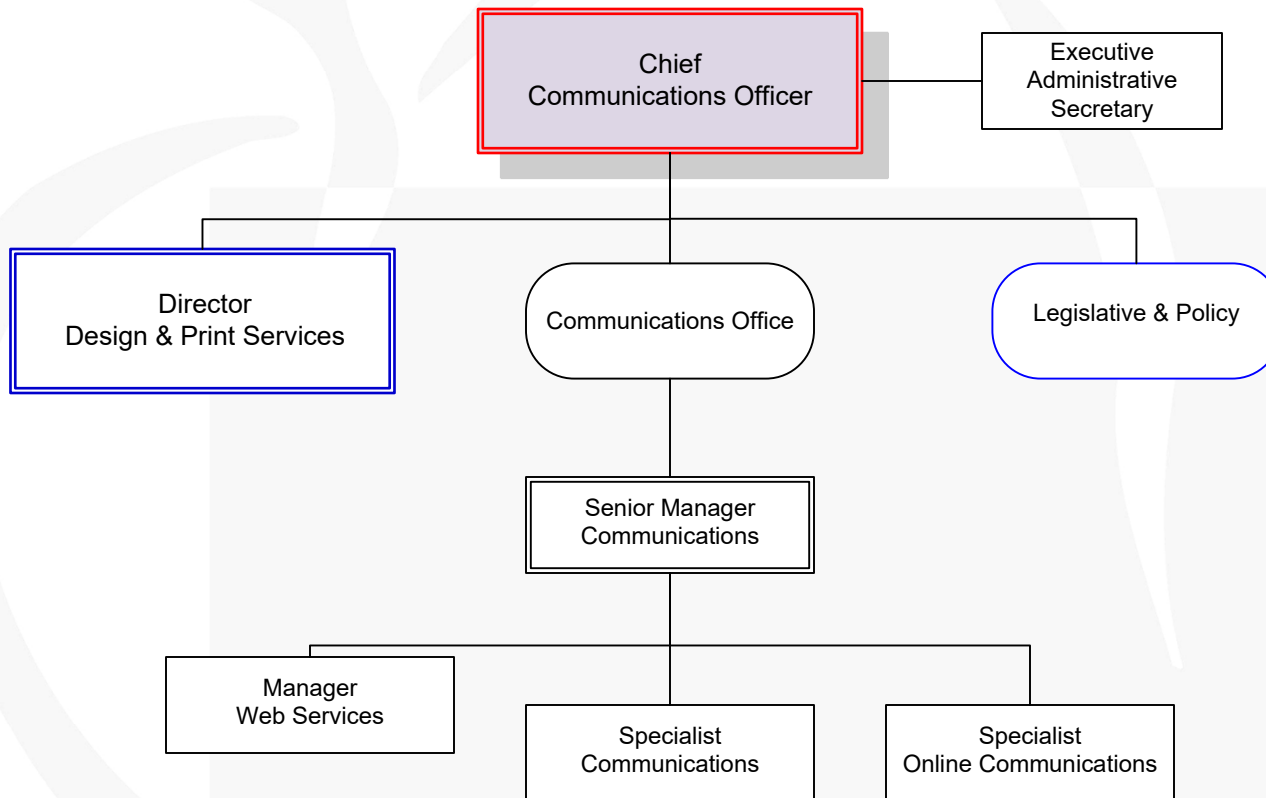 Chief
Communications Officer
Executive
Administrative
Secretary
Director
Design & Print Services
Communications Office
Legislative & Policy
Senior Manager
Communications
Manager
Web Services
Specialist
Communications
Specialist
Online Communications